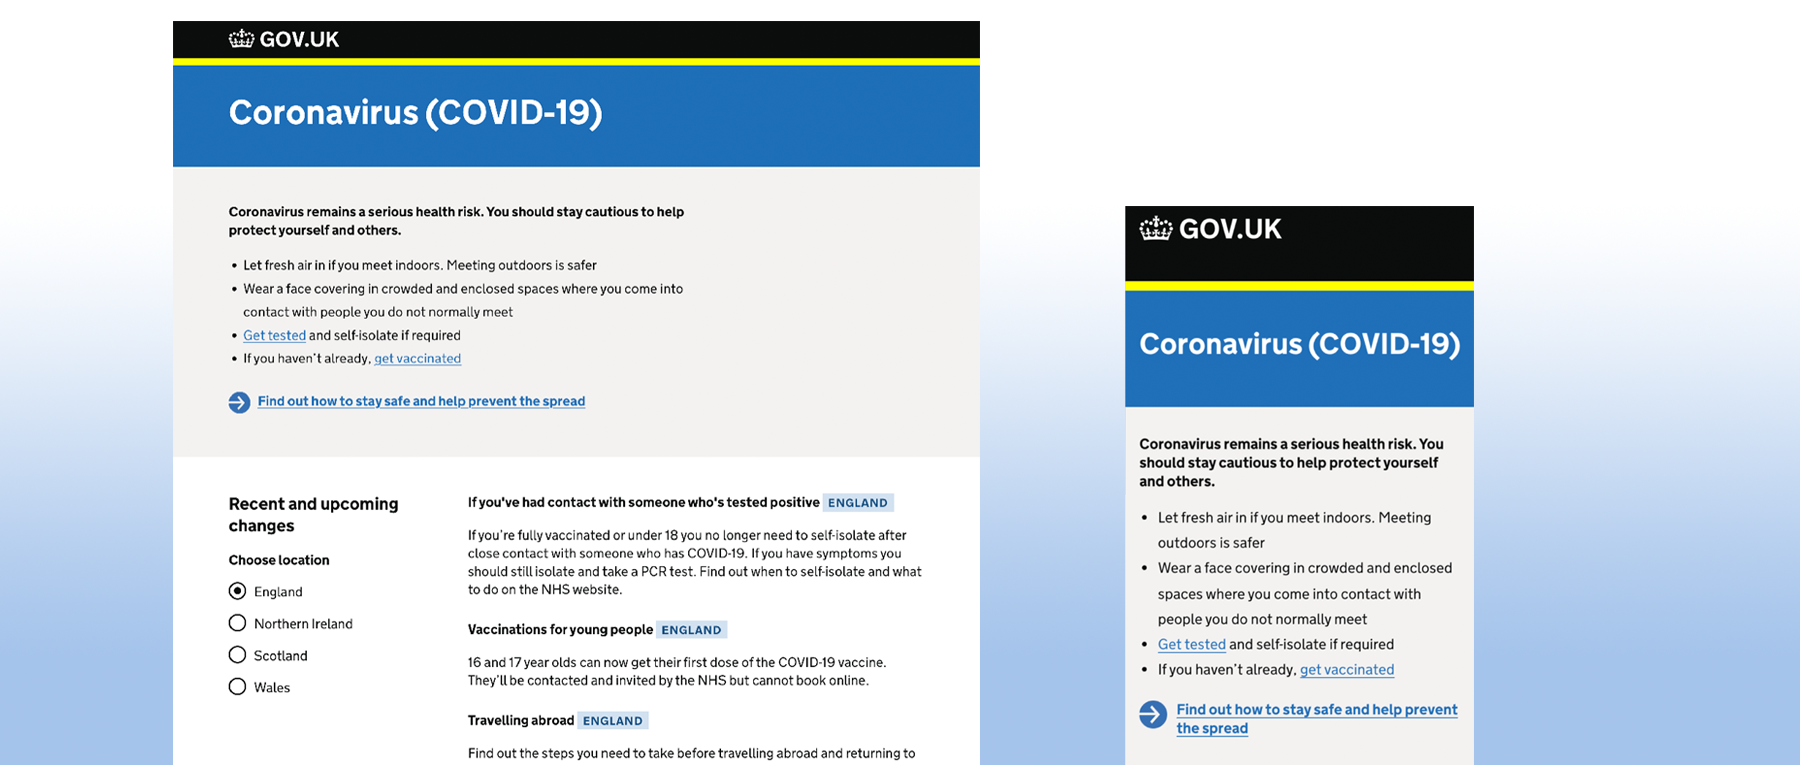 GOV.UK
Coronavirus (COVID-19)
Coronavirus remains a serious health risk. You should stay cautious to help
protect yourself and others.
• Let fresh air in if you meet indoors. Meeting outdoors is safer
• Wear a face covering in crowded and enclosed spaces where you come into
contact with people you do not normally meet
• Get tested and self-isolate if required
• If you haven't already, get vaccinated
Find out how to stay safe and help prevent the spread
Recent and upcoming
changes
Choose location
England
Northern Ireland
Scotland
Wales
If you've had contact with someone who's tested positive ENGLAND
If you're fully vaccinated or under 18 you no longer need to self-isolate after
close contact with someone who has COVID-19. If you have symptoms you
should still isolate and take a PCR test. Find out when to self-isolate and what
to do on the NHS website.
Vaccinations for young people ENGLAND
16 and 17 year olds can now get their first dose of the COVID-19 vaccine.
They'll be contacted and invited by the NHS but cannot book online.
Travelling abroad ENGLAND
Find out the steps you need to take before travelling abroad and returning to
GOV.UK
Coronavirus (COVID-19)
Coronavirus remains a serious health risk. You
should stay cautious to help protect yourself
and others.
• Let fresh air in if you meet indoors. Meeting
outdoors is safer
• Wear a face covering in crowded and enclosed
spaces where you come into contact with
people you do not normally meet
• Get tested and self-isolate if required
• If you haven't already, get vaccinated
Find out how to stay safe and help prevent
the spread